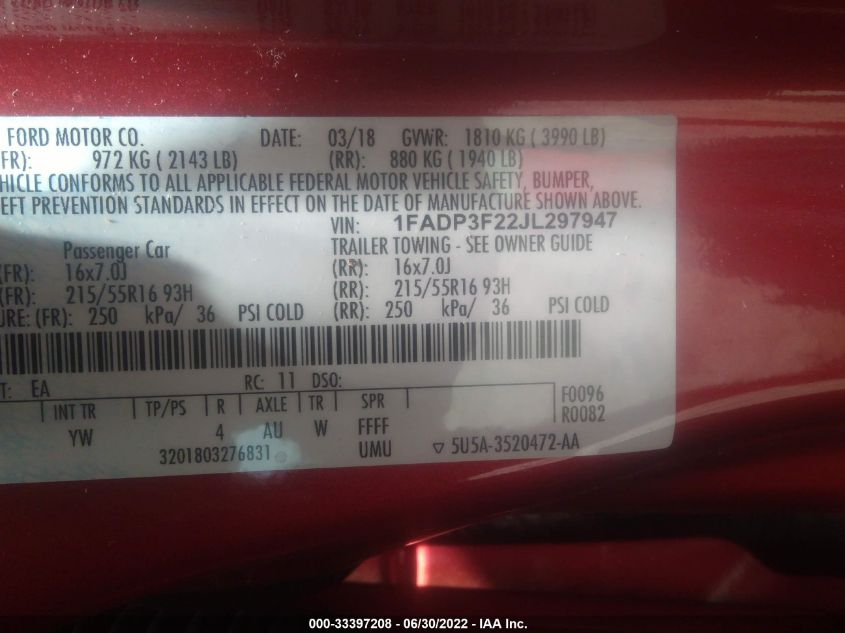 FORD MOTOR CO. DATE: 03/18 GVWR: 1810 KG ( 3990 LB)
FR): 972 KG ( 2143 LB) (RR): 880 KG ( 1940 LB)
HICLE CONFORMS TO ALL APPLICABLE FEDERAL MOTOR VEHICLE SAFETY, BUMPER,
EFT PREVENTION STANDARDS IN EFFECT ON THE DATE OF MANUFACTURE SHOWN ABOVE.
VIN: 1FADP3F22JL297947
Passenger Car TRAILER TOWING - SEE OWNER GUIDE
(FR): 16x7.0J (RR): 16x7.0J
(FR): 215/55R16 93H (RR): 215/55R16 93H
URE: (FR): 250 kPa/ 36 PSI COLD (RR): 250 kPa/ 36 PSI COLD
T: EA RC: 11 DSO:
INT TR TP/PS R AXLE TR SPR F0096
R0082
YW 4 AU W FFFF
3201803276831 UMU 5U5A-3520472-AA
000-33397208 - 06/30/2022 - IAA Inc.